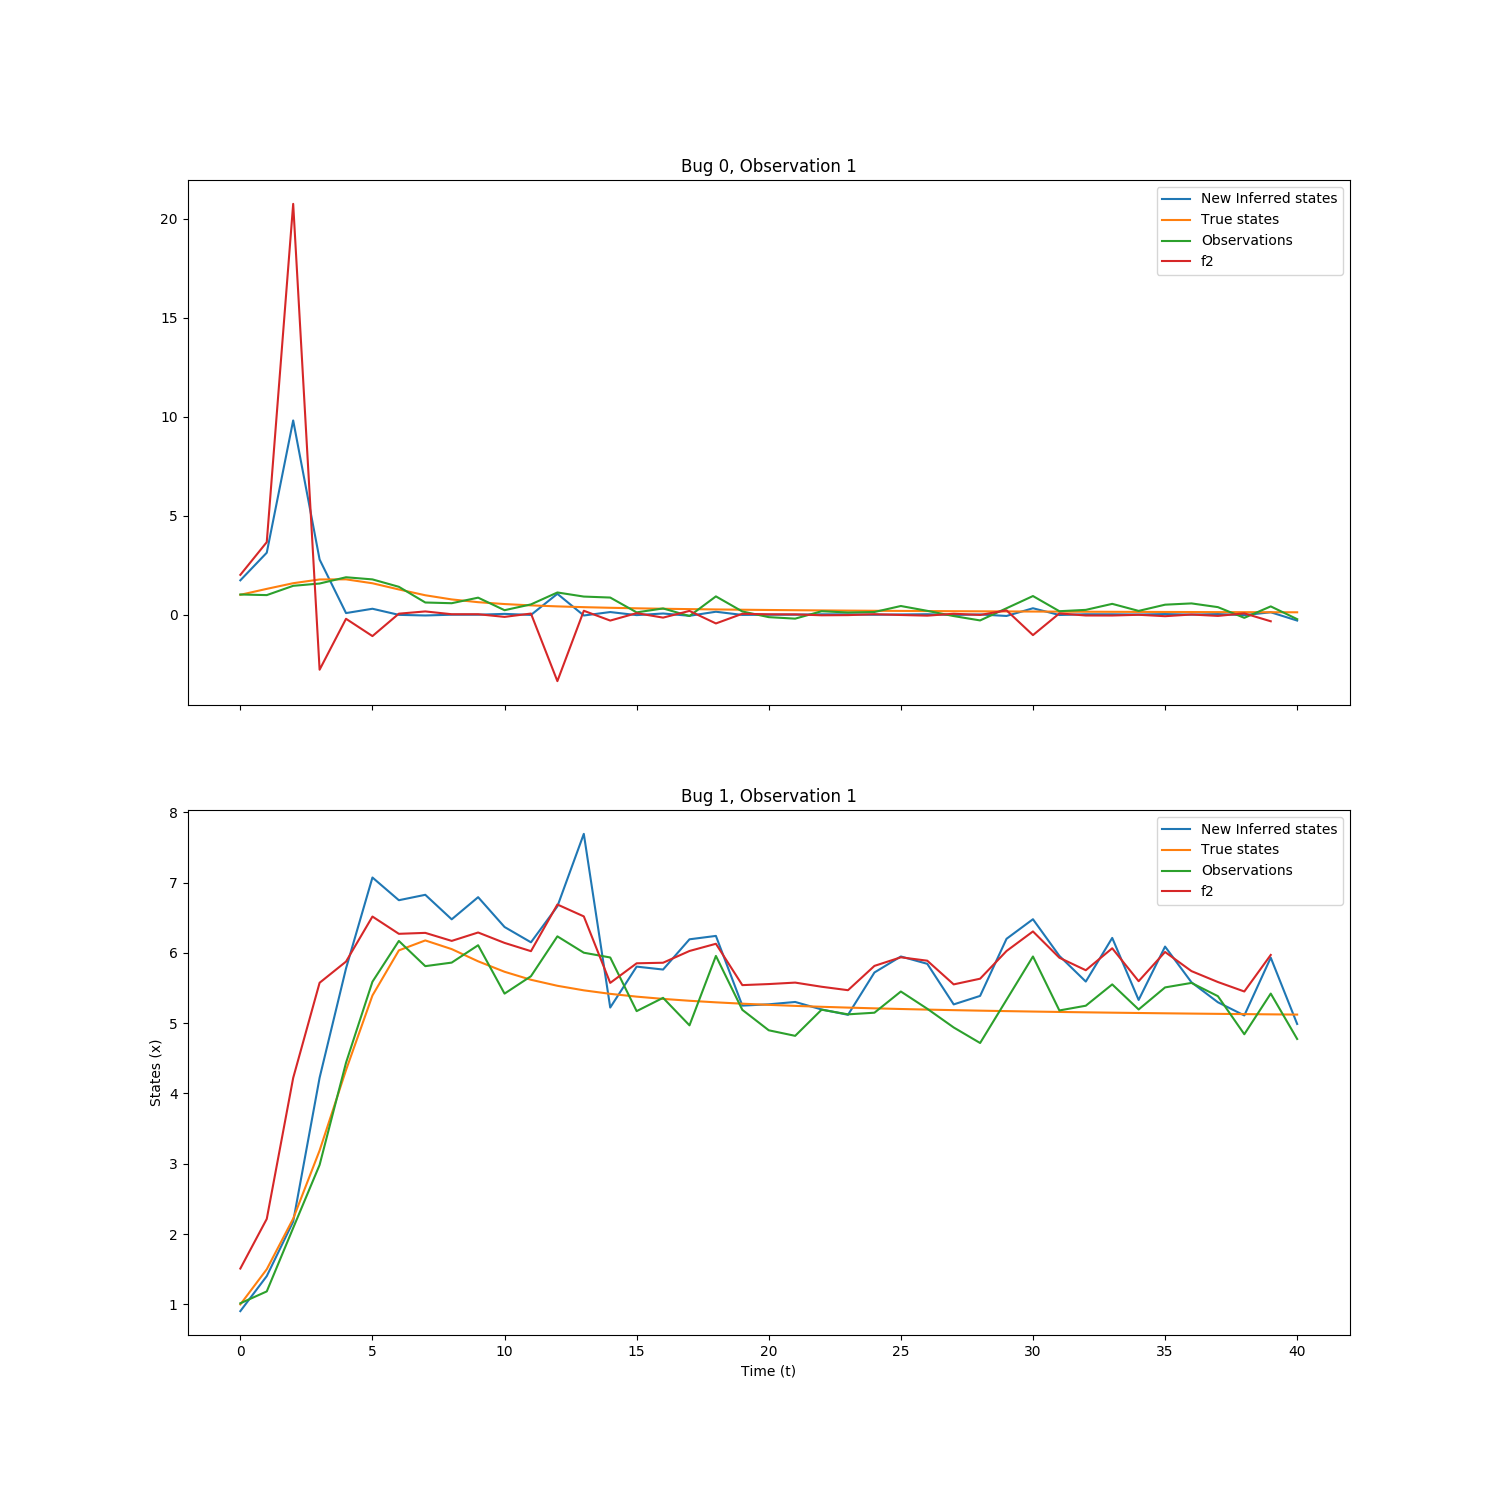 Bug 0, Observation 1
20
15
10
5
0
New Inferred states
True states
Observations
f2
Bug 1, Observation 1
8
7
6
5
4
3
2
1
States (x)
New Inferred states
True states
Observations
f2
0 5 10 15 20 25 30 35 40
Time (t)